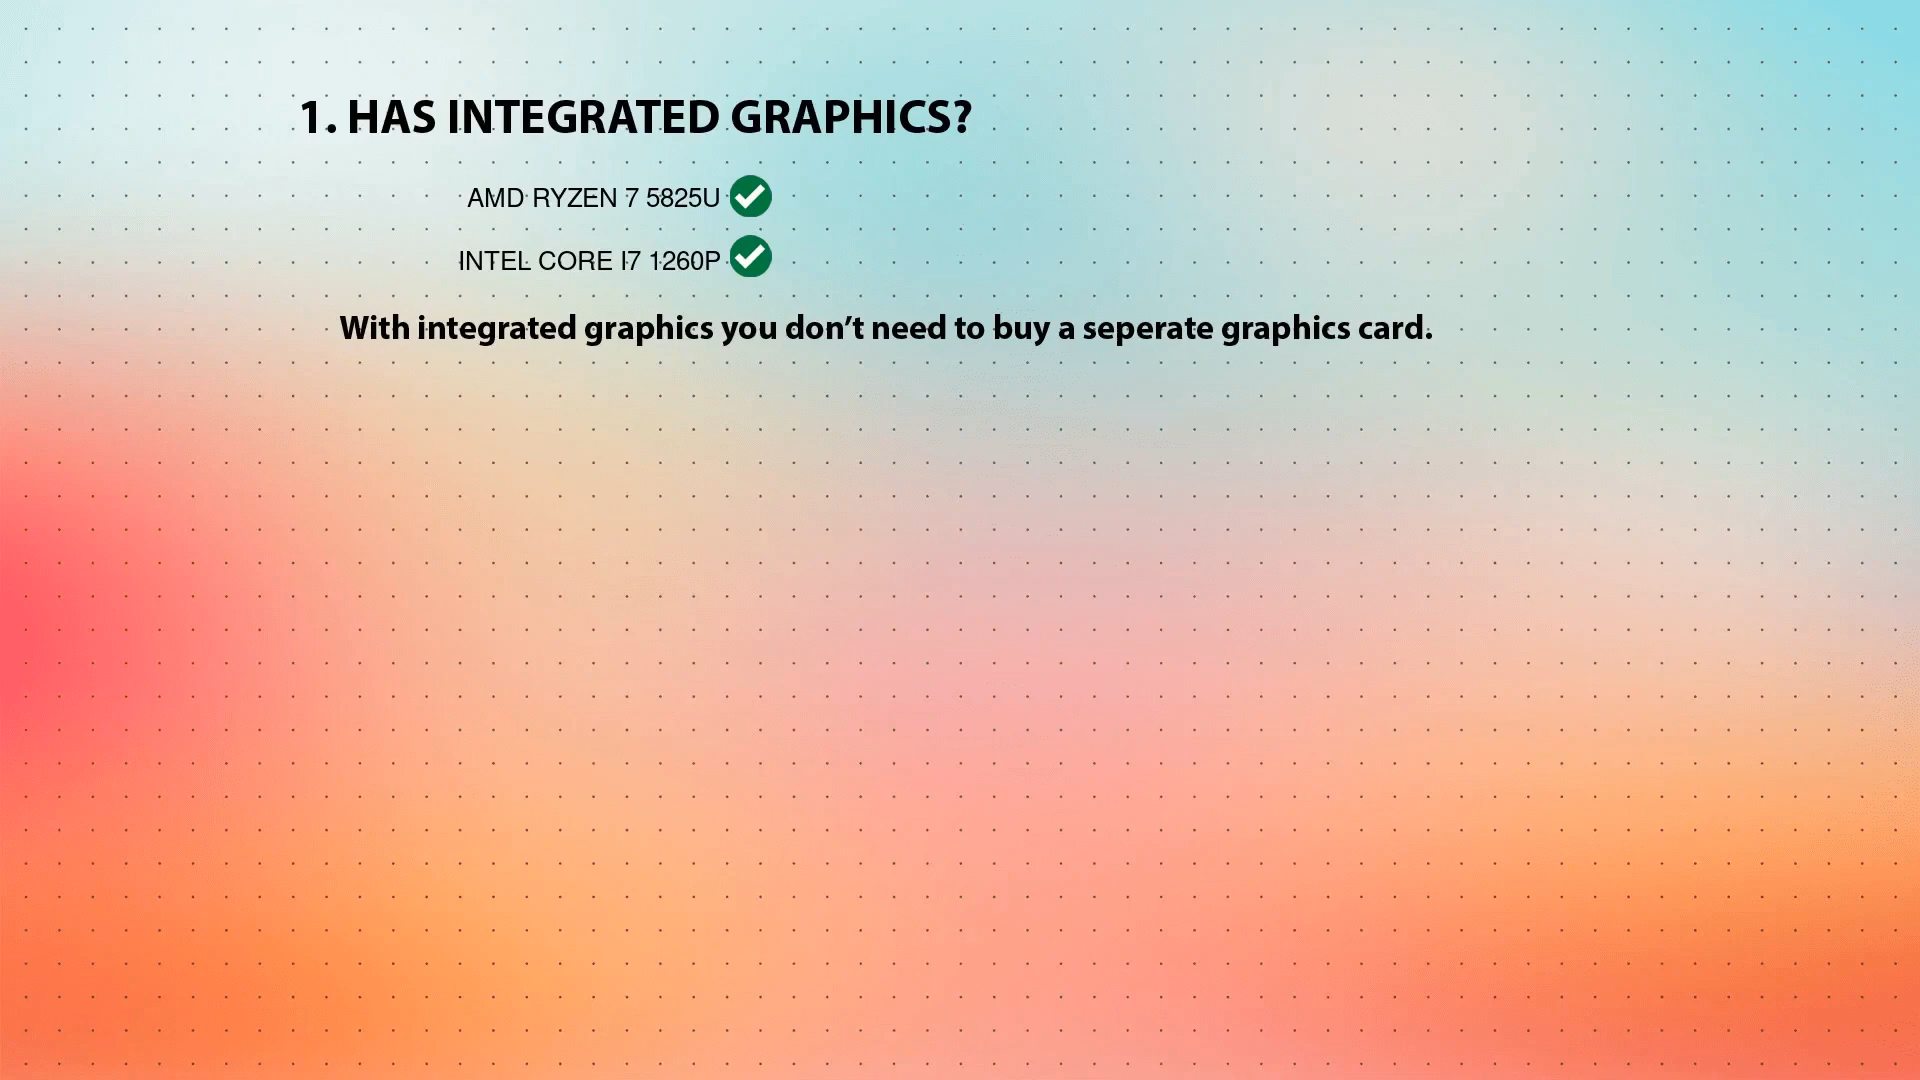 1. HAS INTEGRATED GRAPHICS?
AMD RYZEN 7 5825U
INTEL CORE I7 1260P
With integrated graphics you don’t need to buy a seperate graphics card.